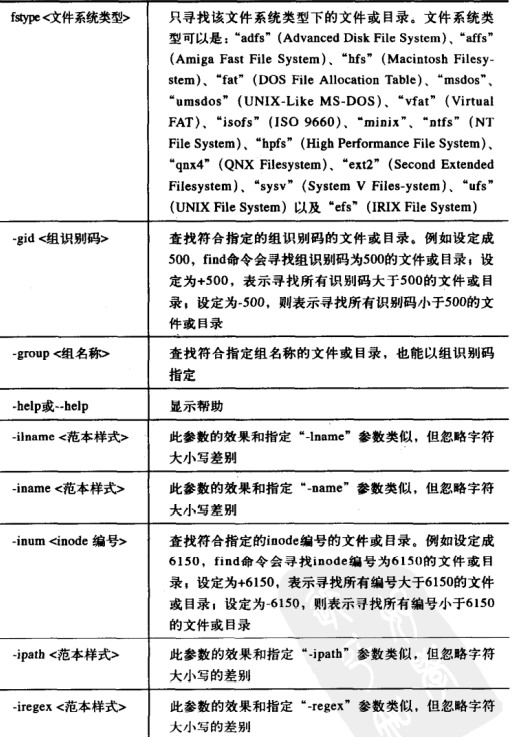 fstype <文件系统类型>
只寻找该文件系统类型下的文件或目录。文件系统类
型可以是：“adfs”（Advanced Disk File System）、“affs”
（Amiga Fast File System）、“hfs”（Macintosh Filesy-
stem）、“fat”（DOS File Allocation Table）、“msdos”、
“umsdos”（UNIX-Like MS-DOS）、“vfat”（Virtual
FAT）、“isofs”（ISO 9660）、“minix”、“ntfs”（NT
File System）、“hpfs”（High Performance File System）、
“qnx4”（QNX Filesystem）、“ext2”（Second Extended
Filesystem）、“sysv”（System V Files-ystem）、“ufs”
（UNIX File System）以及“efs”（IRIX File System）
-gid <组识别码>
查找符合指定的组识别码的文件或目录。例如设定成
500，find命令会寻找组识别码为500的文件或目录；设
定为+500，表示寻找所有识别码大于500的文件或目
录；设定为-500，则表示寻找所有识别码小于500的文
件或目录
-group <组名称>
查找符合指定组名称的文件或目录，也能以组识别码
指定
-help或--help
显示帮助
-ilname <范本样式>
此参数的效果和指定“-lname”参数类似，但忽略字符
大小写差别
-iname <范本样式>
此参数的效果和指定“-name”参数类似，但忽略字符
大小写差别
-inum <inode 编号>
查找符合指定的inode编号的文件或目录。例如设定成
6150，find命令会寻找inode编号为6150的文件或目
录；设定为+6150，表示寻找所有编号大于6150的文件
或目录；设定为-6150，则表示寻找所有编号小于6150
的文件或目录
-ipath <范本样式>
此参数的效果和指定“-ipath”参数类似，但忽略字符
大小写的差别
-iregex <范本样式>
此参数的效果和指定“-regex”参数类似，但忽略字符
大小写的差别